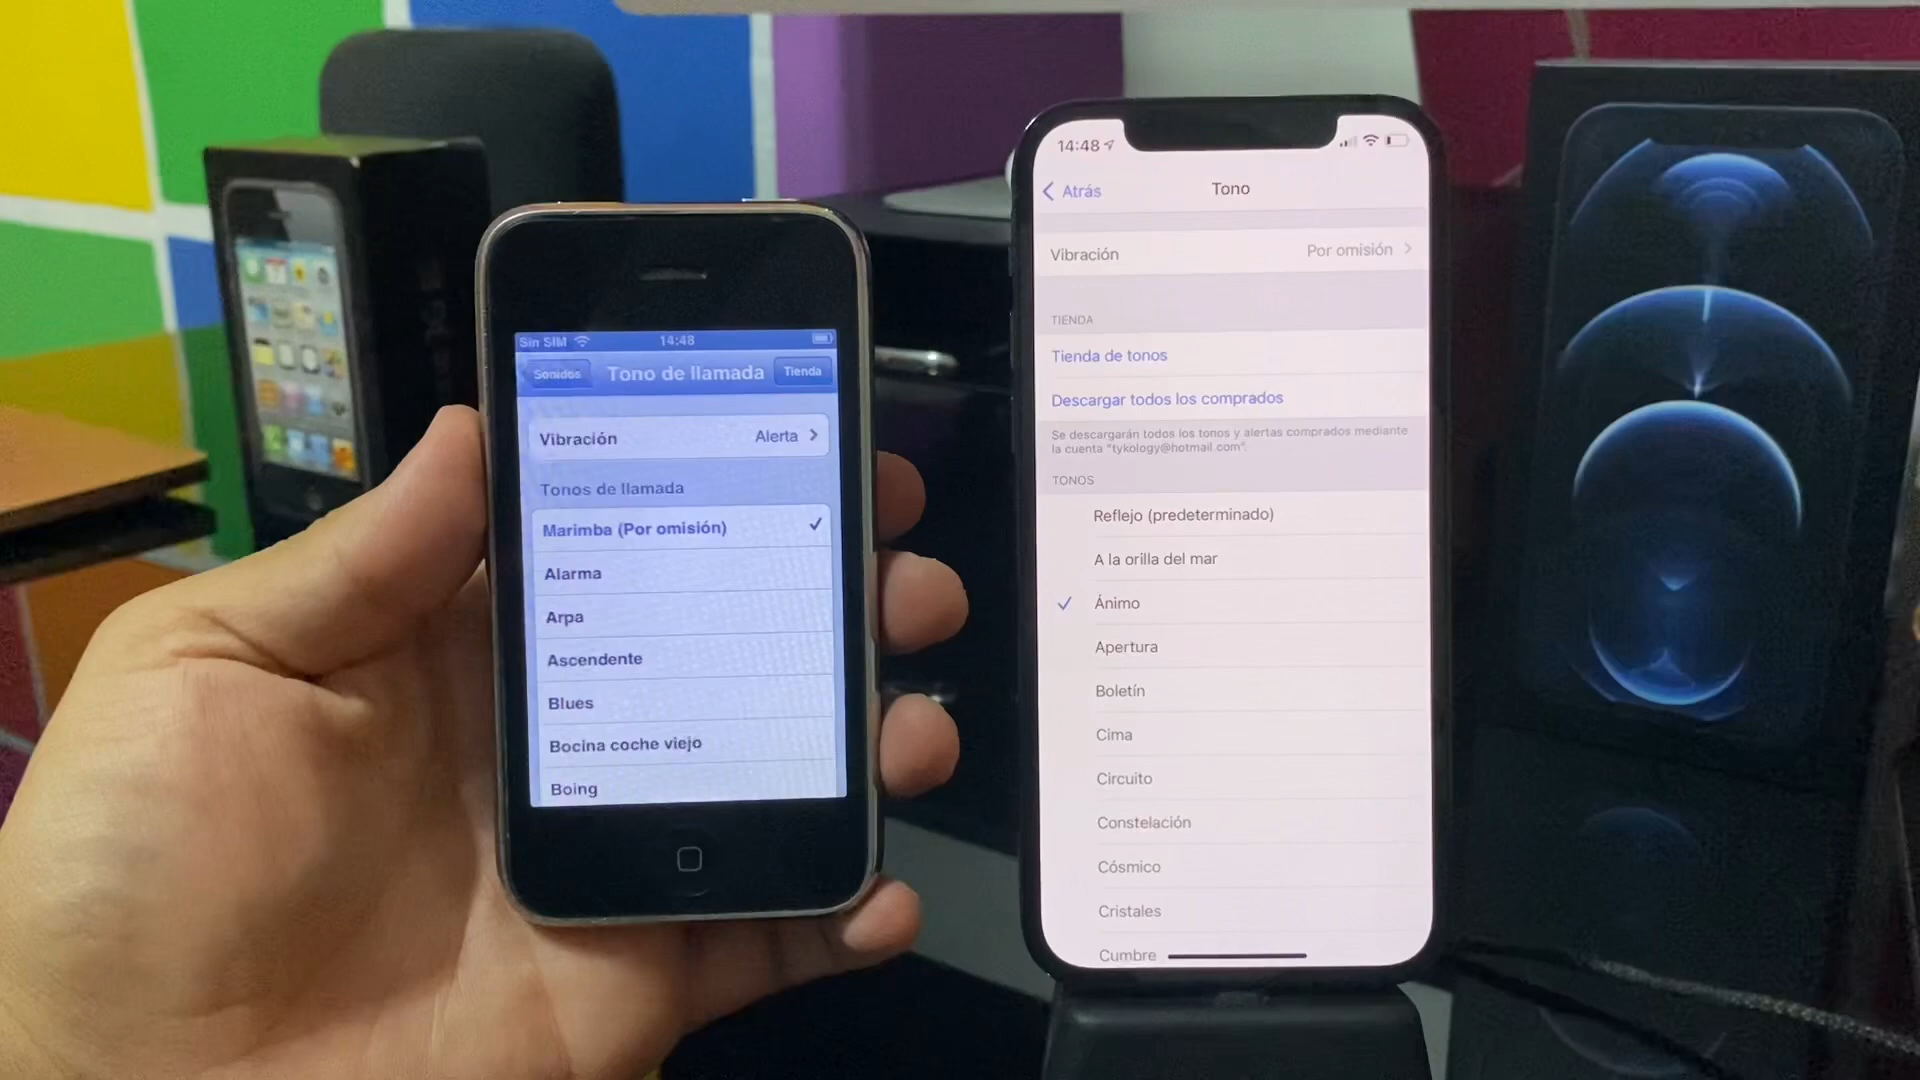 Sin SIM
14:48
Sonidos
Tono de llamada
Tienda
Vibración
Alerta
Tonos de llamada
Marimba (Por omisión)
Alarma
Arpa
Ascendente
Blues
Bocina coche viejo
Boing
14:48
Atrás
Tono
Vibración
Por omisión
TIENDA
Tienda de tonos
Descargar todos los comprados
Se descargarán todos los tonos y alertas comprados mediante
la cuenta "tykology@hotmail.com".
TONOS
Reflejo (predeterminado)
A la orilla del mar
Ánimo
Apertura
Boletín
Cima
Circuito
Constelación
Cósmico
Cristales
Cumbre